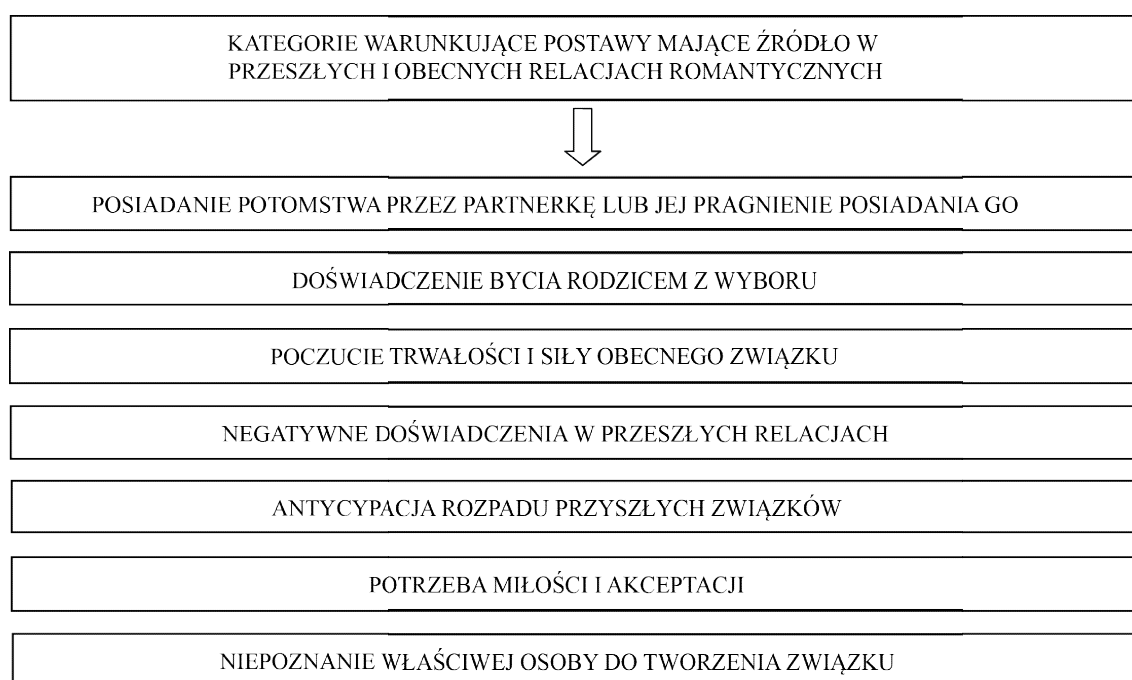 KATEGORIE WARUNKUJĄCE POSTAWY MAJĄCE ŹRÓDŁO W
PRZESZŁYCH I OBECNYCH RELACJACH ROMANTYCZNYCH
POSIADANIE POTOMSTWA PRZEZ PARTNERKĘ LUB JEJ PRAGNIENIE POSIADANIA GO
DOŚWIADCZENIE BYCIA RODZICEM Z WYBORU
POCZUCIE TRWAŁOŚCI I SIŁY OBECNEGO ZWIĄZKU
NEGATYWNE DOŚWIADCZENIA W PRZESZŁYCH RELACJACH
ANTYCYPACJA ROZPADU PRZYSZŁYCH ZWIĄZKÓW
POTRZEBA MIŁOŚCI I AKCEPTACJI
NIEPOZNANIE WŁAŚCIWEJ OSOBY DO TWORZENIA ZWIĄZKU